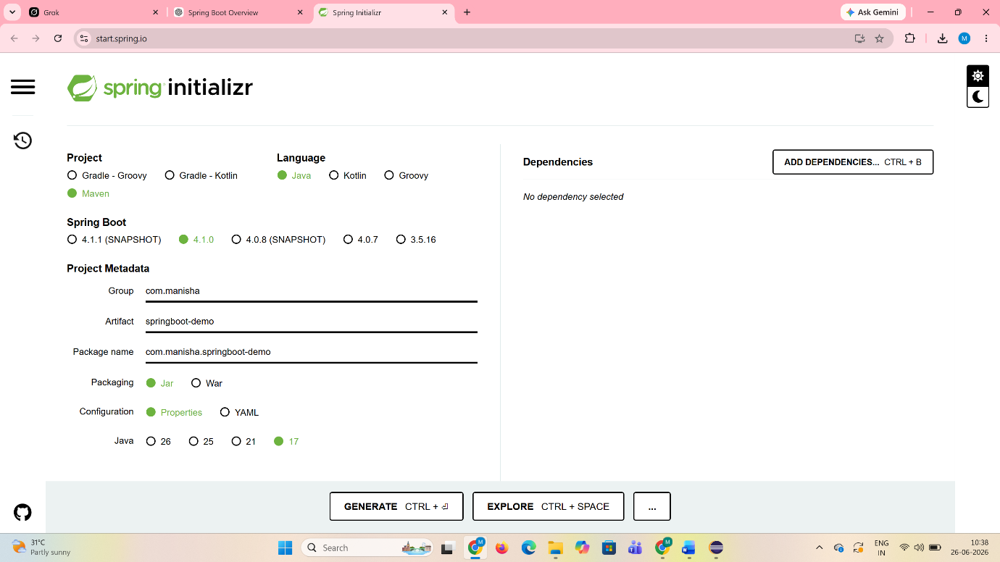 Grok
Spring Boot Overview
Spring Initializr
Ask Gemini
start.spring.io
M
spring initializr
Project
Gradle - Groovy Gradle - Kotlin
Maven
Language
Java Kotlin Groovy
Spring Boot
4.1.1 (SNAPSHOT) 4.1.0 4.0.8 (SNAPSHOT) 4.0.7 3.5.16
Project Metadata
Group com.manisha
Artifact springboot-demo
Package name com.manisha.springboot-demo
Packaging Jar War
Configuration Properties YAML
Java 26 25 21 17
Dependencies
ADD DEPENDENCIES... CTRL + B
No dependency selected
GENERATE CTRL + ⏎
EXPLORE CTRL + SPACE
...
31°C
Partly sunny
Search
M
M
ENG
IN
10:38
26-06-2026